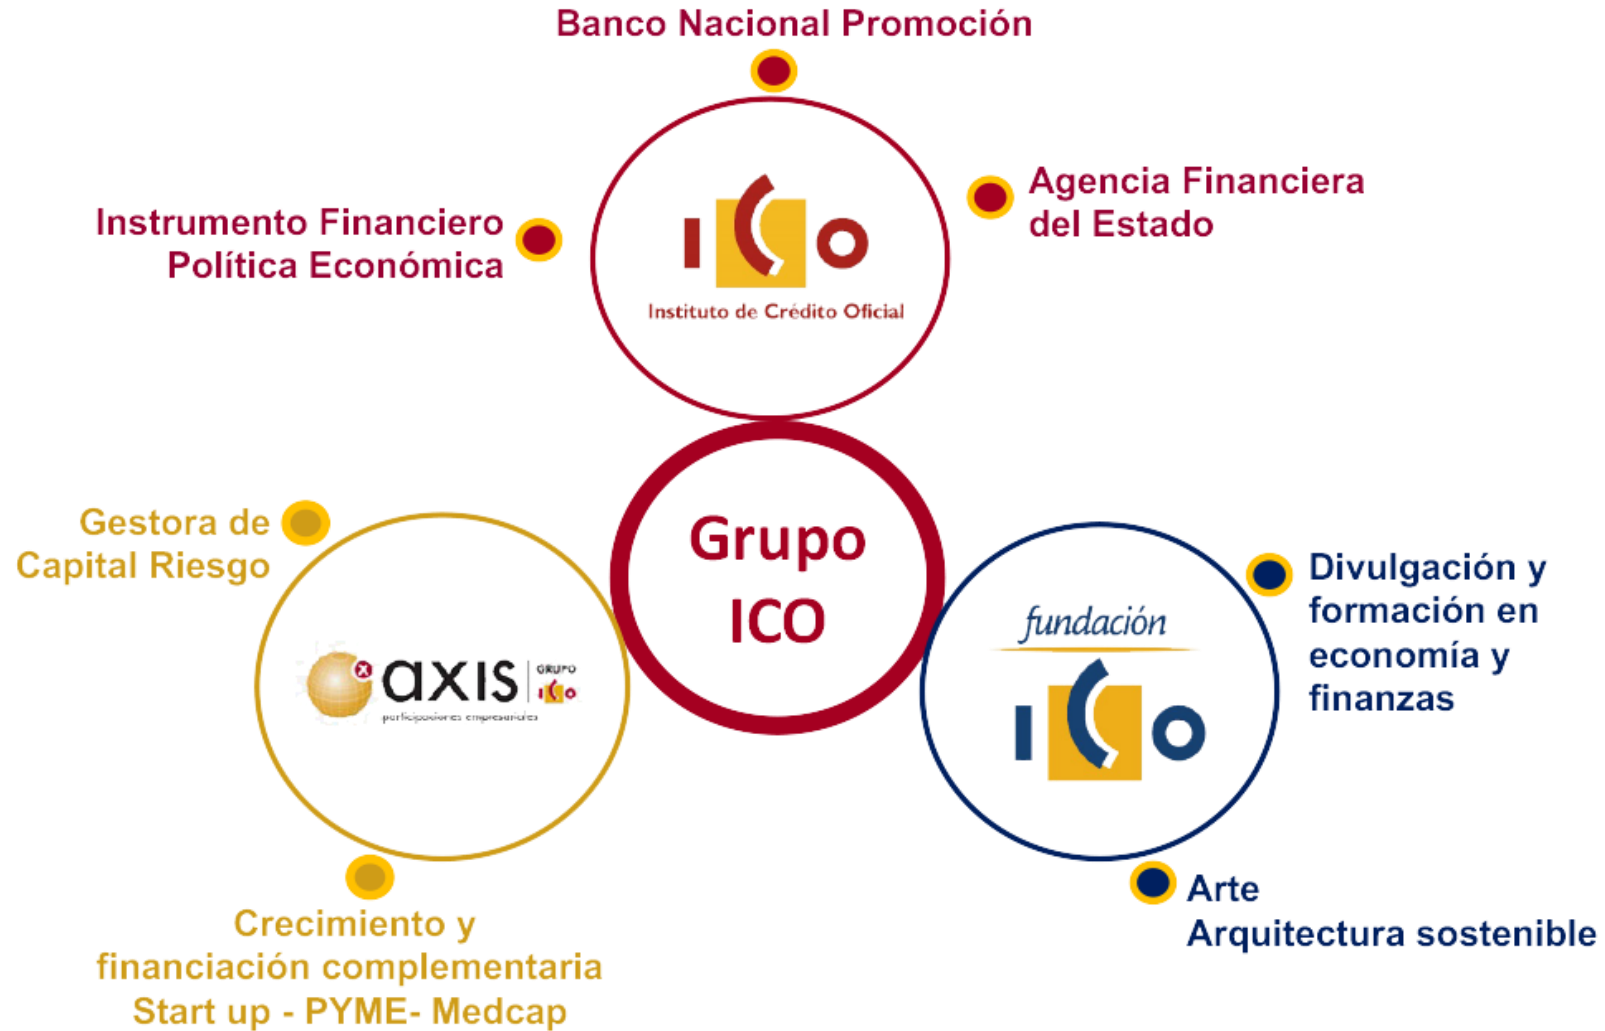 Banco Nacional Promoción
Instrumento Financiero
Política Económica
Agencia Financiera
del Estado
ICO
Instituto de Crédito Oficial
Grupo
ICO
Gestora de
Capital Riesgo
axis
GRUPO
ICO
participaciones empresariales
Crecimiento y
financiación complementaria
Start up - PYME- Medcap
fundación
ICO
Divulgación y
formación en
economía y
finanzas
Arte
Arquitectura sostenible